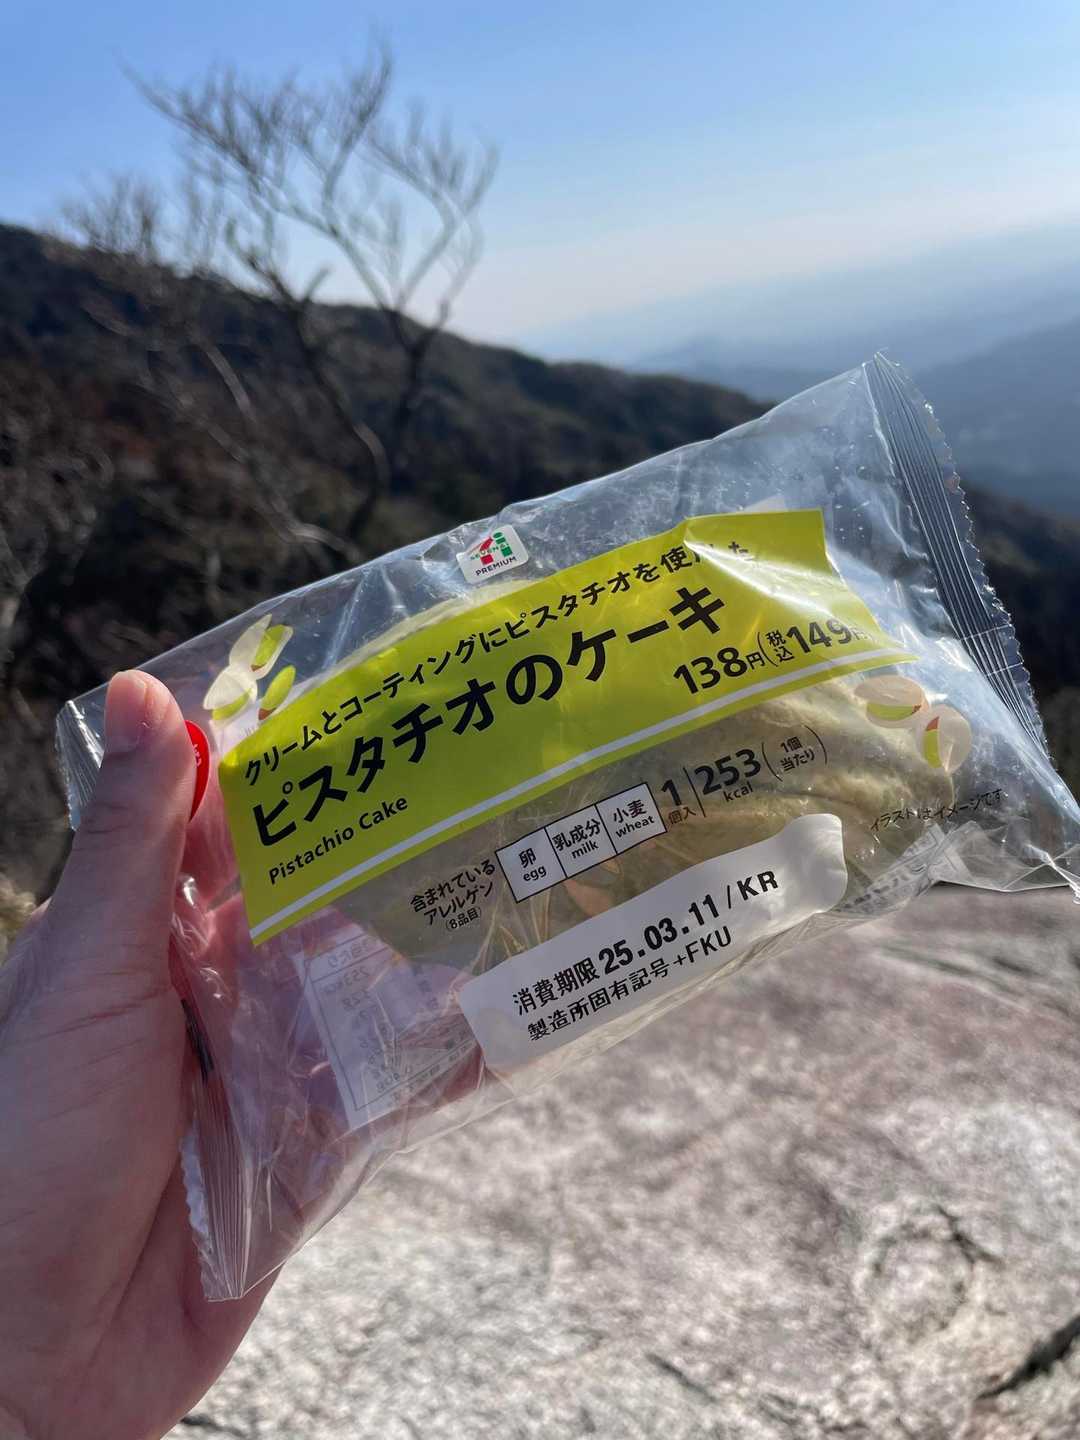 SEVEN
PREMIUM
クリームとコーティングにピスタチオを使用した
ピスタチオのケーキ
Pistachio Cake
138円(税込149円
含まれている
アレルゲン
(8品目)
卵 乳成分 小麦
egg milk wheat
1個入 253kcal (1個当たり)
イラストはイメージです
消費期限 25.03.11/KR
製造所固有記号+FKU